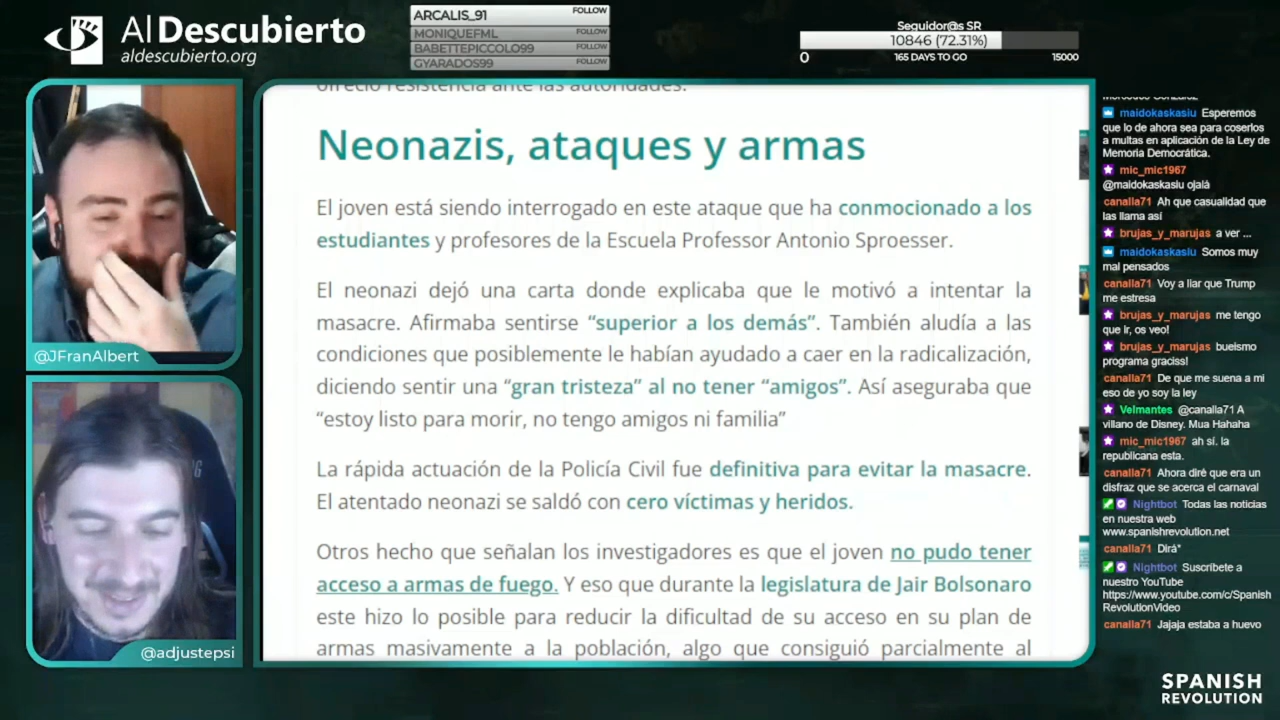 Al Descubierto
aldescubierto.org
ARCALIS_91 FOLLOW
MONIQUEFML FOLLOW
BABETTEPICCOLO99 FOLLOW
GYARADOS99 FOLLOW
Seguidor@s SR
10846 (72.31%)
0 165 DAYS TO GO 15000
@JFranAlbert
@adjustepsi
ofreció resistencia ante las autoridades.
Neonazis, ataques y armas
El joven está siendo interrogado en este ataque que ha conmocionado a los
estudiantes y profesores de la Escuela Professor Antonio Sproesser.
El neonazi dejó una carta donde explicaba que le motivó a intentar la
masacre. Afirmaba sentirse “superior a los demás”. También aludía a las
condiciones que posiblemente le habían ayudado a caer en la radicalización,
diciendo sentir una “gran tristeza” al no tener “amigos”. Así aseguraba que
“estoy listo para morir, no tengo amigos ni familia”
La rápida actuación de la Policía Civil fue definitiva para evitar la masacre.
El atentado neonazi se saldó con cero víctimas y heridos.
Otros hecho que señalan los investigadores es que el joven no pudo tener
acceso a armas de fuego. Y eso que durante la legislatura de Jair Bolsonaro
este hizo lo posible para reducir la dificultad de su acceso en su plan de
armas masivamente a la población, algo que consiguió parcialmente al
maidokaskasiu Esperemos
que lo de ahora sea para coserlos
a multas en aplicación de la Ley de
Memoria Democrática.
mic_mic1967
@maidokaskasiu ojalá
canalla71 Ah que casualidad que
las llama así
brujas_y_marujas a ver ...
maidokaskasiu Somos muy
mal pensados
canalla71 Voy a liar que Trump
me estresa
brujas_y_marujas me tengo
que ir, os veo!
brujas_y_marujas bueismo
programa graciss!
canalla71 De que me suena a mi
eso de yo soy la ley
Velmantes @canalla71 A
villano de Disney. Mua Hahaha
mic_mic1967 ah sí. la
republicana esta.
canalla71 Ahora diré que era un
disfraz que se acerca el carnaval
Nightbot Todas las noticias
en nuestra web
www.spanishrevolution.net
canalla71 Dirá*
Nightbot Suscríbete a
nuestro YouTube
https://www.youtube.com/c/Spanish
RevolutionVideo
canalla71 Jajaja estaba a huevo
SPANISH
REVOLUTION